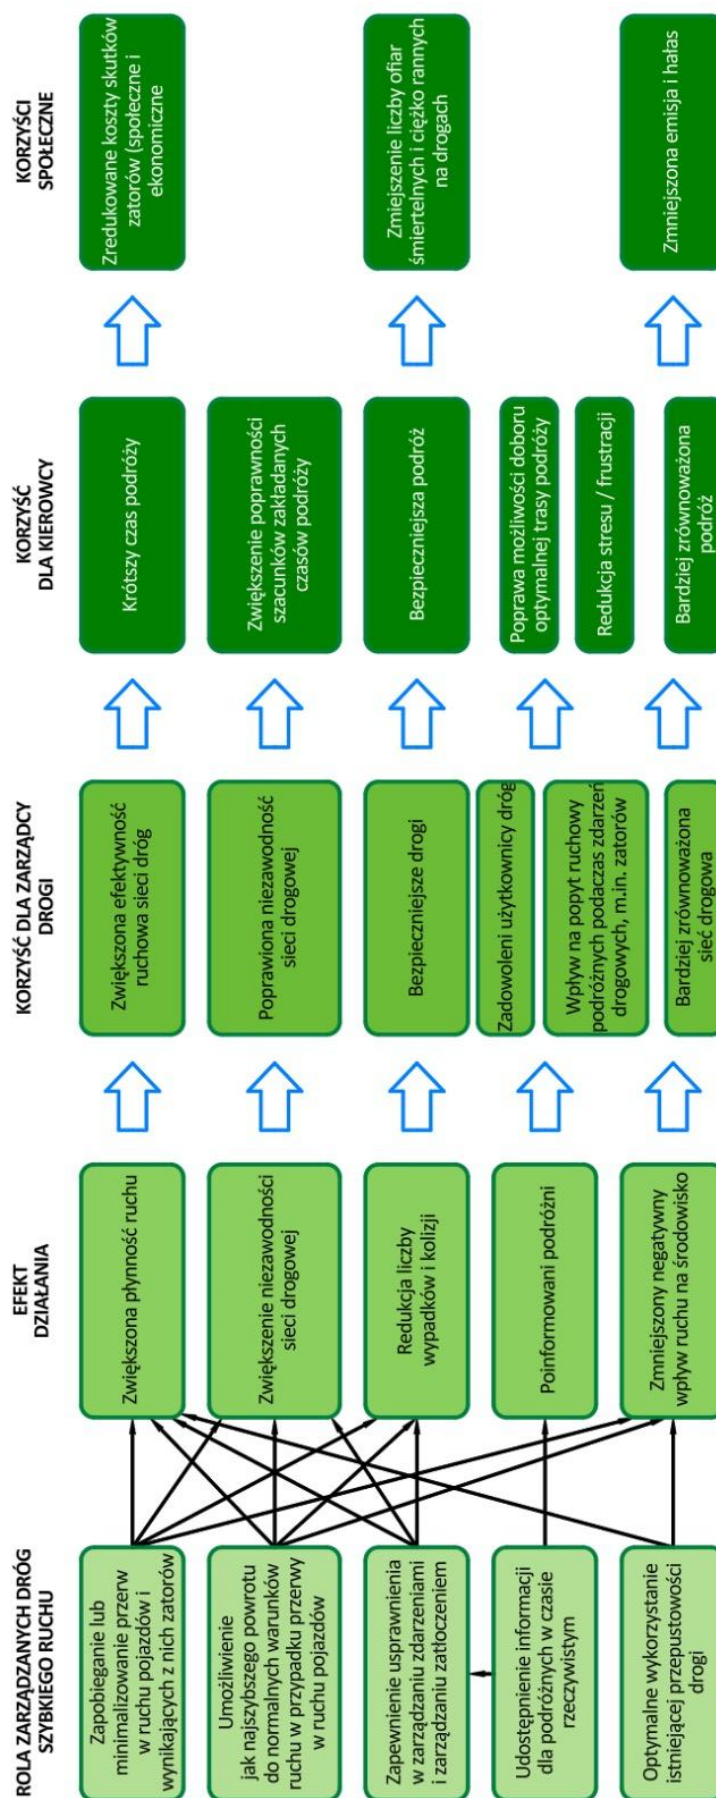 ROLA ZARZĄDZANYCH DRÓG
SZYBKIEGO RUCHU
EFEKT
DZIAŁANIA
KORZYŚĆ DLA ZARZĄDCY
DROGI
KORZYŚĆ
DLA KIEROWCY
KORZYŚCI
SPOŁECZNE
Zapobieganie lub
minimalizowanie przerw
w ruchu pojazdów i
wynikających z nich zatorów
Zwiększona płynność ruchu
Zwiększona efektywność
ruchowa sieci dróg
Krótszy czas podróży
Zredukowane koszty skutków
zatorów (społeczne i
ekonomiczne
Umożliwienie
jak najszybszego powrotu
do normalnych warunków
ruchu w przypadku przerwy
w ruchu pojazdów
Zwiększenie niezawodności
sieci drogowej
Poprawiona niezawodność
sieci drogowej
Zwiększenie poprawności
szacunków zakładanych
czasów podróży
Zapewnienie usprawnienia
w zarządzaniu zdarzeniami
i zarządzaniu zatłoczeniem
Redukcja liczby
wypadków i kolizji
Bezpieczniejsze drogi
Bezpieczniejsza podróż
Zmiejszenie liczby ofiar
śmiertelnych i ciężko rannych
na drogach
Udostępnienie informacji
dla podróżnych w czasie
rzeczywistym
Poinformowani podróżni
Zadowoleni użytkownicy dróg
Wpływ na popyt ruchowy
podróżnych podaczas zdarzeń
drogowych, m.in. zatorów
Poprawa możliwości doboru
optymalnej trasy podróży
Redukcja stresu / frustracji
Optymalne wykorzystanie
istniejącej przepustowości
drogi
Zmniejszony negatywny
wpływ ruchu na środowisko
Bardziej zrównoważona
sieć drogowa
Bardziej zrównoważona
podróż
Zmniejszona emisja i hałas